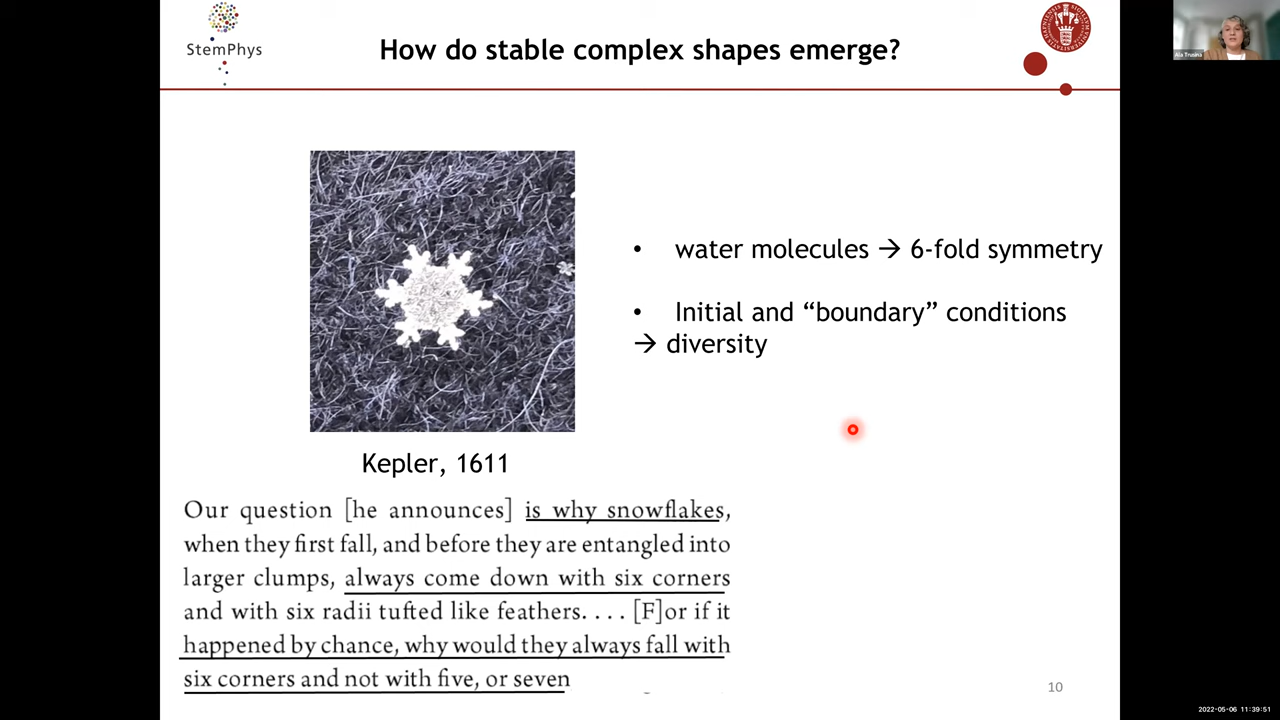 StemPhys
How do stable complex shapes emerge?
Ala Trusina
• water molecules → 6-fold symmetry
• Initial and “boundary” conditions
→ diversity
Kepler, 1611
Our question [he announces] is why snowflakes,
when they first fall, and before they are entangled into
larger clumps, always come down with six corners
and with six radii tufted like feathers. . . . [F]or if it
happened by chance, why would they always fall with
six corners and not with five, or seven
10
2022-05-06 11:39:51